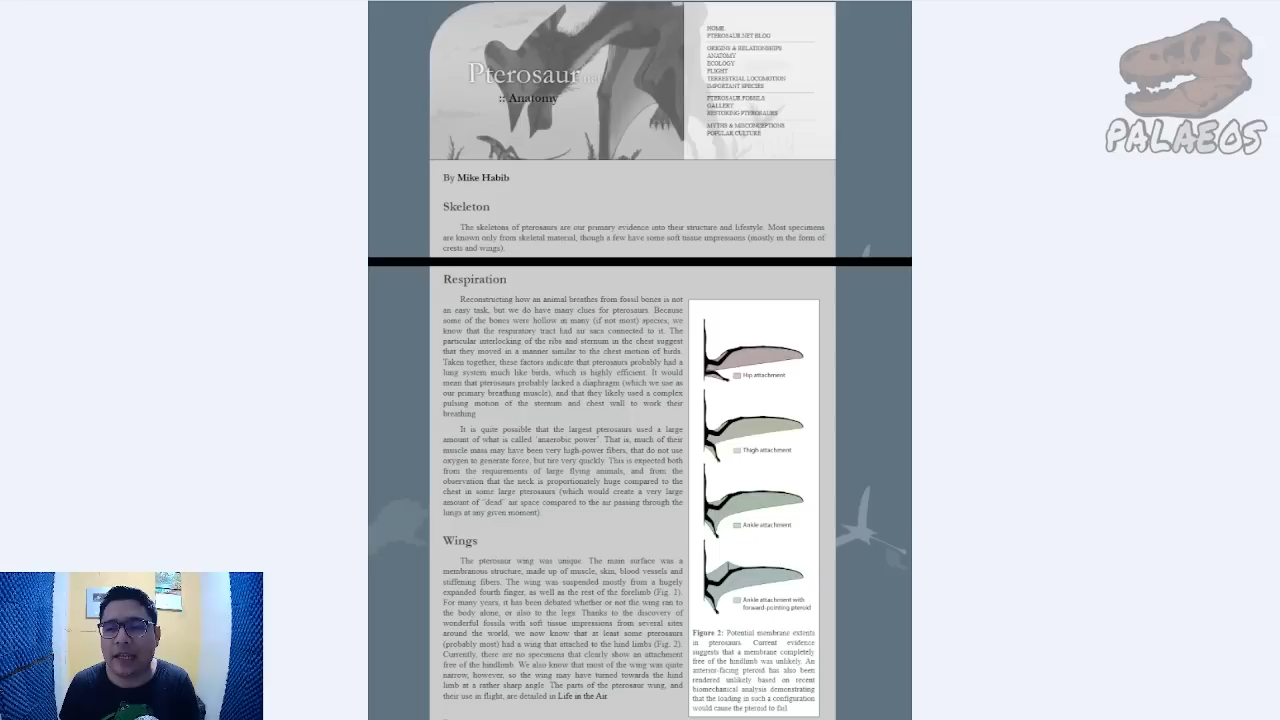 HOME
PTEROSAUR.NET BLOG
ORIGINS & RELATIONSHIPS
ANATOMY
ECOLOGY
FLIGHT
TERRESTRIAL LOCOMOTION
IMPORTANT SPECIES
PTEROSAUR FOSSILS
GALLERY
RESTORING PTEROSAURS
MYTHS & MISCONCEPTIONS
POPULAR CULTURE
Pterosaur.net
:: Anatomy
PALAEOS
By Mike Habib
Skeleton
The skeletons of pterosaurs are our primary evidence into their structure and lifestyle. Most specimens
are known only from skeletal material, though a few have some soft tissue impressions (mostly in the form of
crests and wings).
Respiration
Reconstructing how an animal breathes from fossil bones is not
an easy task, but we do have many clues for pterosaurs. Because
some of the bones were hollow in many (if not most) species, we
know that the respiratory tract had air sacs connected to it. The
particular interlocking of the ribs and sternum in the chest suggest
that they moved in a manner similar to the chest motion of birds.
Taken together, these factors indicate that pterosaurs probably had a
lung system much like birds, which is highly efficient. It would
mean that pterosaurs probably lacked a diaphragm (which we use as
our primary breathing muscle), and that they likely used a complex
pulsing motion of the sternum and chest wall to work their
breathing.
It is quite possible that the largest pterosaurs used a large
amount of what is called 'anaerobic power'. That is, much of their
muscle mass may have been very high-power fibers, that do not use
oxygen to generate force, but tire very quickly. This is expected both
from the requirements of large flying animals, and from the
observation that the neck is proportionately huge compared to the
chest in some large pterosaurs (which would create a very large
amount of "dead" air space compared to the air passing through the
lungs at any given moment).
Wings
The pterosaur wing was unique. The main surface was a
membranous structure, made up of muscle, skin, blood vessels and
stiffening fibers. The wing was suspended mostly from a hugely
expanded fourth finger, as well as the rest of the forelimb (Fig. 1).
For many years, it has been debated whether or not the wing ran to
the body alone, or also to the legs. Thanks to the discovery of
wonderful fossils with soft tissue impressions from several sites
around the world, we now know that at least some pterosaurs
(probably most) had a wing that attached to the hind limbs (Fig. 2).
Currently, there are no specimens that clearly show an attachment
free of the hindlimb. We also know that most of the wing was quite
narrow, however, so the wing may have turned towards the hind
limb at a rather sharp angle. The parts of the pterosaur wing, and
their use in flight, are detailed in Life in the Air.
Hip attachment
Thigh attachment
Ankle attachment
Ankle attachment with
forward-pointing pteroid
Figure 2: Potential membrane extents
in pterosaurs. Current evidence
suggests that a membrane completely
free of the hindlimb was unlikely. An
anterior-facing pteroid has also been
rendered unlikely based on recent
biomechanical analysis demonstrating
that the loading in such a configuration
would cause the pteroid to fail.